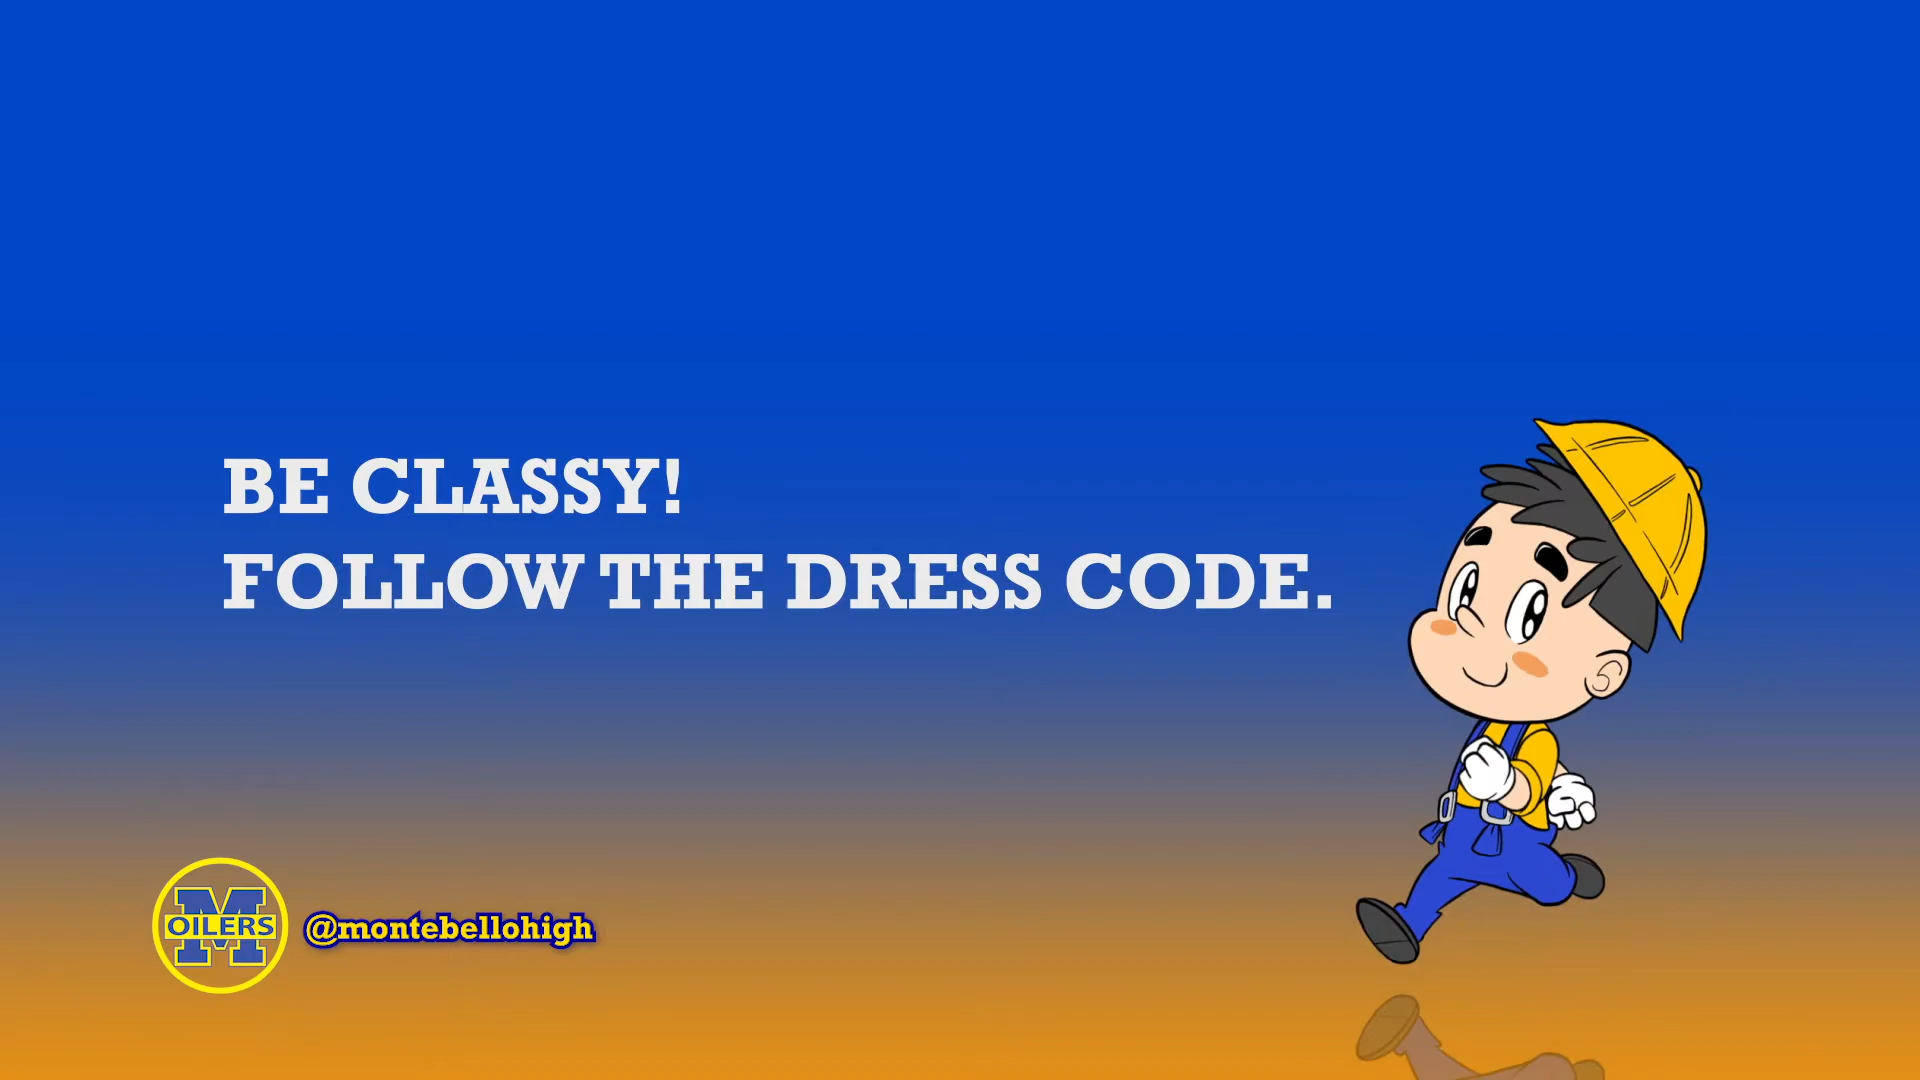 BE CLASSY!
FOLLOW THE DRESS CODE.
M
OILERS
@montebellohigh